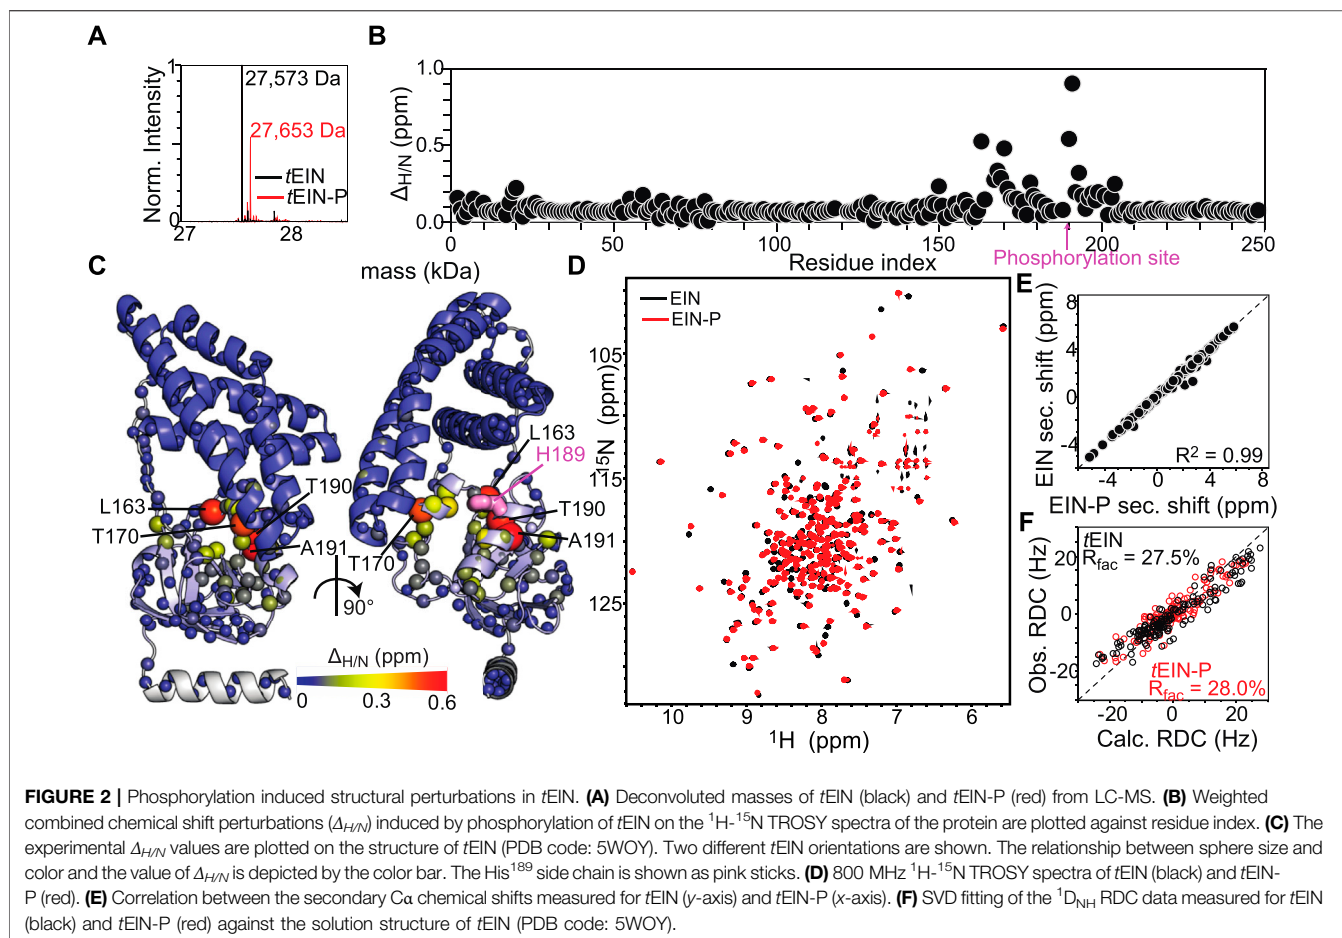 A
1
Norm. Intensity
0
27,573 Da
27,653 Da
tEIN
tEIN-P
27
28
mass (kDa)
B
1.0
0.5
0.0
ΔH/N (ppm)
0
50
100
150
200
250
Residue index
Phosphorylation site
C
L163
T170
T190
A191
90°
L163
H189
T190
A191
T170
ΔH/N (ppm)
0
0.3
0.6
D
EIN
EIN-P
105
115
125
15N (ppm)
10
9
8
7
6
1H (ppm)
E
8
4
0
-4
EIN sec. shift (ppm)
R2 = 0.99
-4
0
4
8
EIN-P sec. shift (ppm)
F
tEIN
Rfac = 27.5%
20
0
-20
Obs. RDC (Hz)
tEIN-P
Rfac = 28.0%
-20
0
20
Calc. RDC (Hz)
FIGURE 2 | Phosphorylation induced structural perturbations in tEIN. (A) Deconvoluted masses of tEIN (black) and tEIN-P (red) from LC-MS. (B) Weighted
combined chemical shift perturbations (ΔH/N) induced by phosphorylation of tEIN on the 1H-15N TROSY spectra of the protein are plotted against residue index. (C) The
experimental ΔH/N values are plotted on the structure of tEIN (PDB code: 5WOY). Two different tEIN orientations are shown. The relationship between sphere size and
color and the value of ΔH/N is depicted by the color bar. The His189 side chain is shown as pink sticks. (D) 800 MHz 1H-15N TROSY spectra of tEIN (black) and tEIN-
P (red). (E) Correlation between the secondary Cα chemical shifts measured for tEIN (y-axis) and tEIN-P (x-axis). (F) SVD fitting of the 1DNH RDC data measured for tEIN
(black) and tEIN-P (red) against the solution structure of tEIN (PDB code: 5WOY).